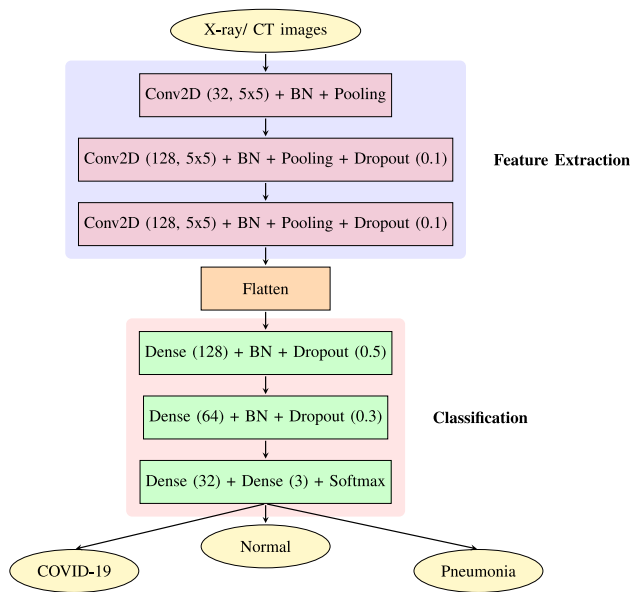 X-ray/ CT images
Conv2D (32, 5x5) + BN + Pooling
Conv2D (128, 5x5) + BN + Pooling + Dropout (0.1)
Feature Extraction
Conv2D (128, 5x5) + BN + Pooling + Dropout (0.1)
Flatten
Dense (128) + BN + Dropout (0.5)
Dense (64) + BN + Dropout (0.3)
Classification
Dense (32) + Dense (3) + Softmax
COVID-19
Normal
Pneumonia